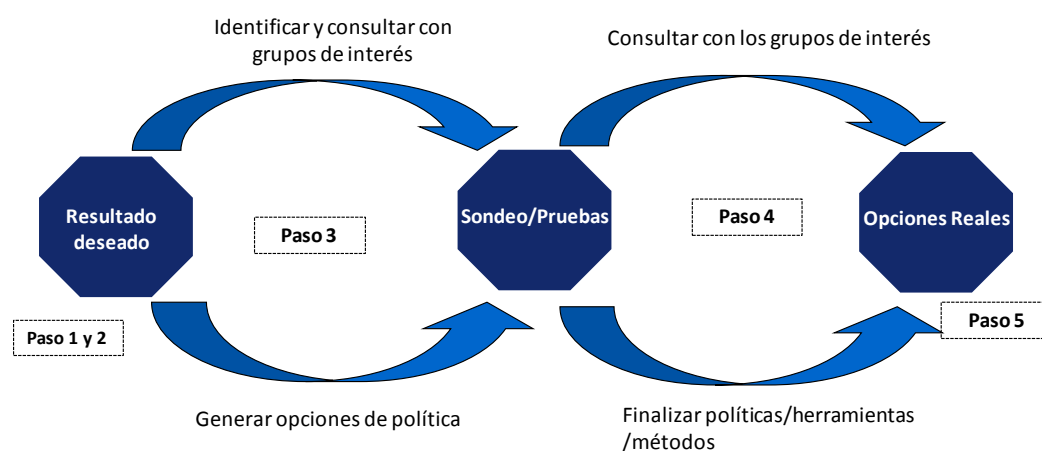 Identificar y consultar con
grupos de interés
Consultar con los grupos de interés
Resultado
deseado
Paso 3
Sondeo/Pruebas
Paso 4
Opciones Reales
Paso 1 y 2
Paso 5
Generar opciones de política
Finalizar políticas/herramientas
/métodos